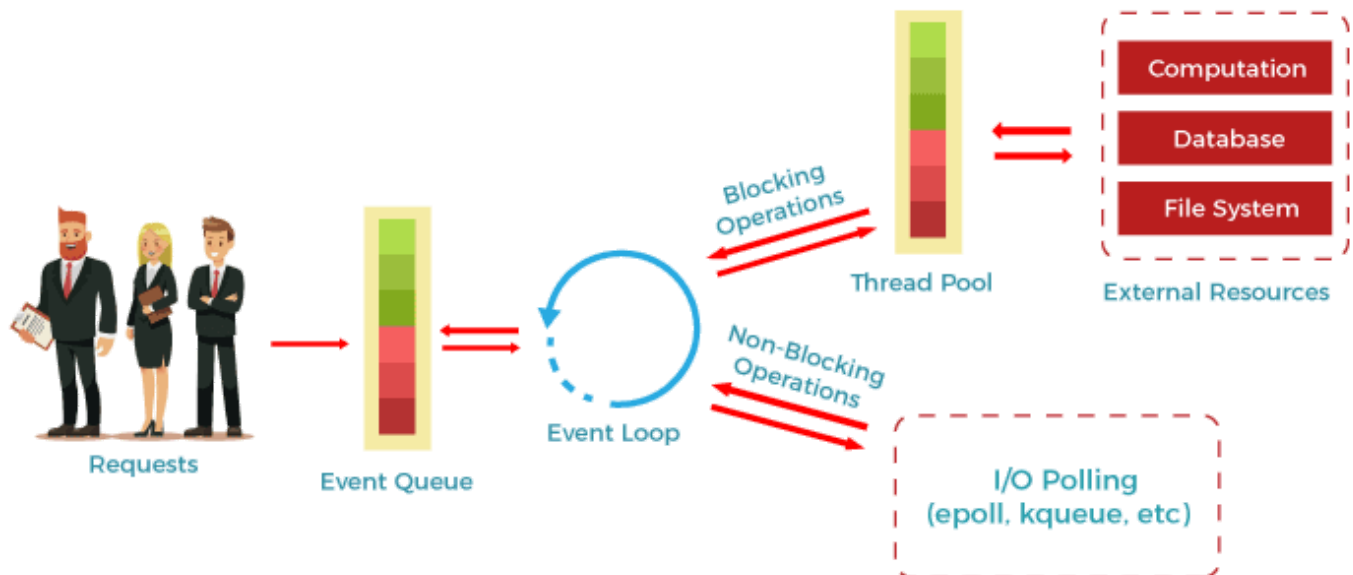 Requests
Event Queue
Event Loop
Blocking
Operations
Non-Blocking
Operations
Thread Pool
Computation
Database
File System
External Resources
I/O Polling
(epoll, kqueue, etc)